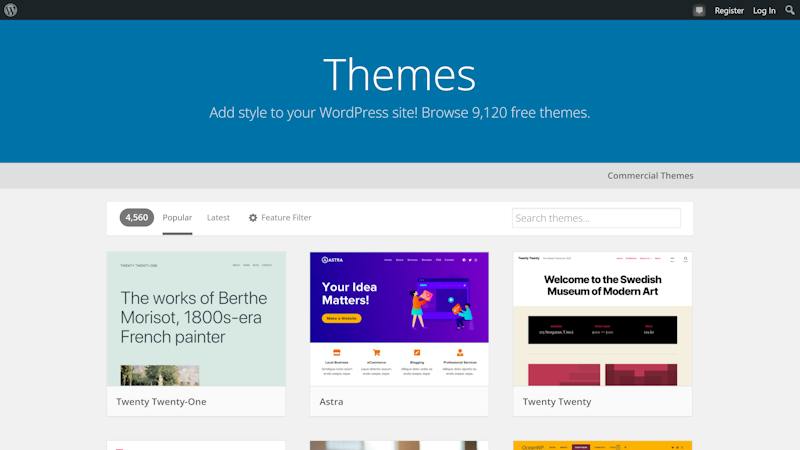 Register Log In
Themes
Add style to your WordPress site! Browse 9,120 free themes.
Commercial Themes
4,560 Popular Latest Feature Filter Search themes...
TWENTY TWENTY-ONE
The works of Berthe
Morisot, 1800s-era
French painter
Twenty Twenty-One
ASTRA
Your Idea
Matters!
Make a Website
Local Business eCommerce Blogging Professional Services
Astra
Twenty Twenty
Welcome to the Swedish
Museum of Modern Art
Twenty Twenty
OceanWP